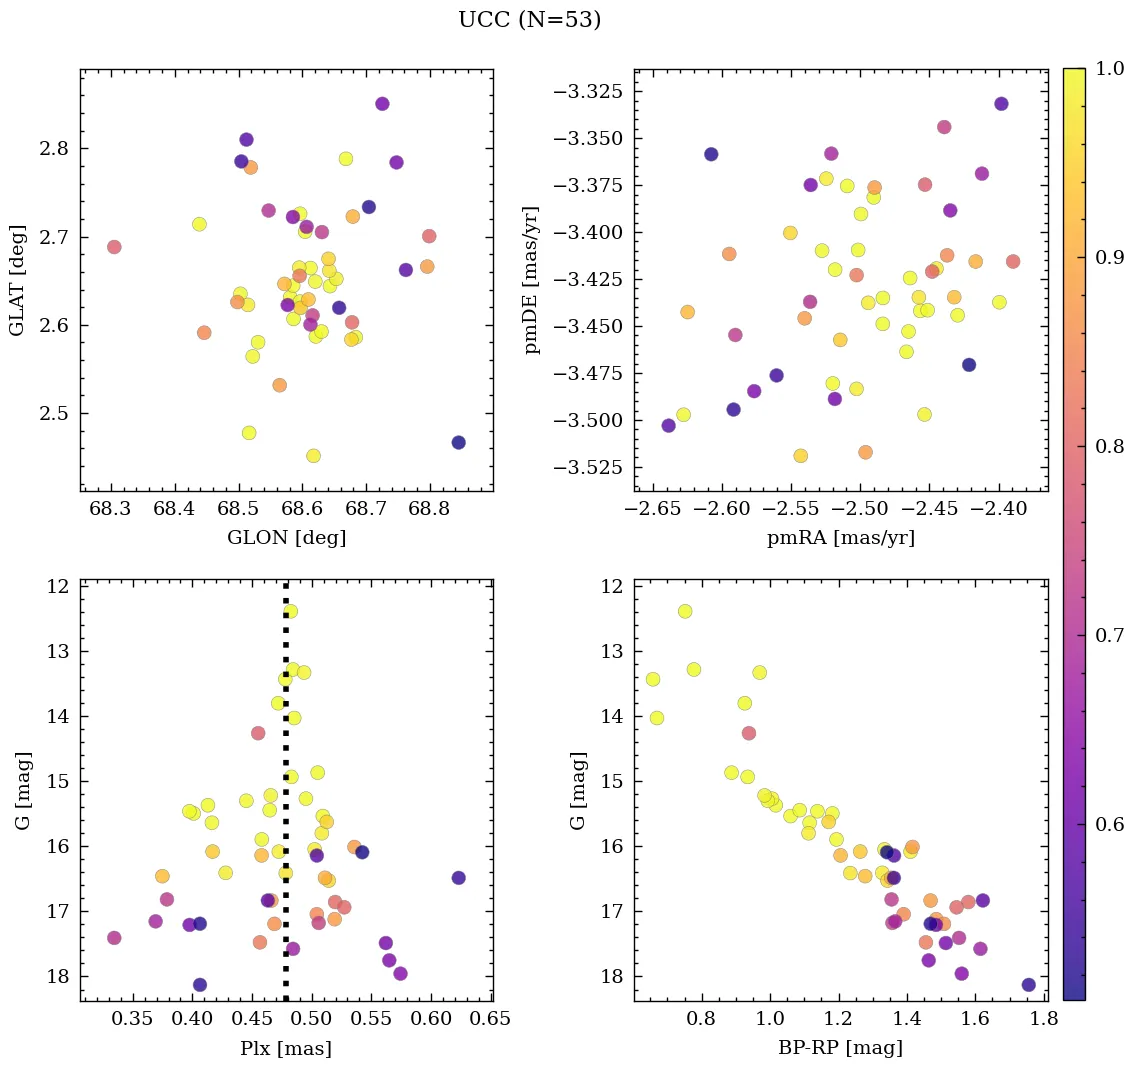 UCC (N=53)
2.8
2.7
2.6
2.5
GLAT [deg]
68.3 68.4 68.5 68.6 68.7 68.8
GLON [deg]
−3.325
−3.350
−3.375
−3.400
−3.425
−3.450
−3.475
−3.500
−3.525
pmDE [mas/yr]
−2.65 −2.60 −2.55 −2.50 −2.45 −2.40
pmRA [mas/yr]
12
13
14
15
16
17
18
G [mag]
0.35 0.40 0.45 0.50 0.55 0.60 0.65
Plx [mas]
12
13
14
15
16
17
18
G [mag]
0.8 1.0 1.2 1.4 1.6 1.8
BP-RP [mag]
1.0
0.9
0.8
0.7
0.6